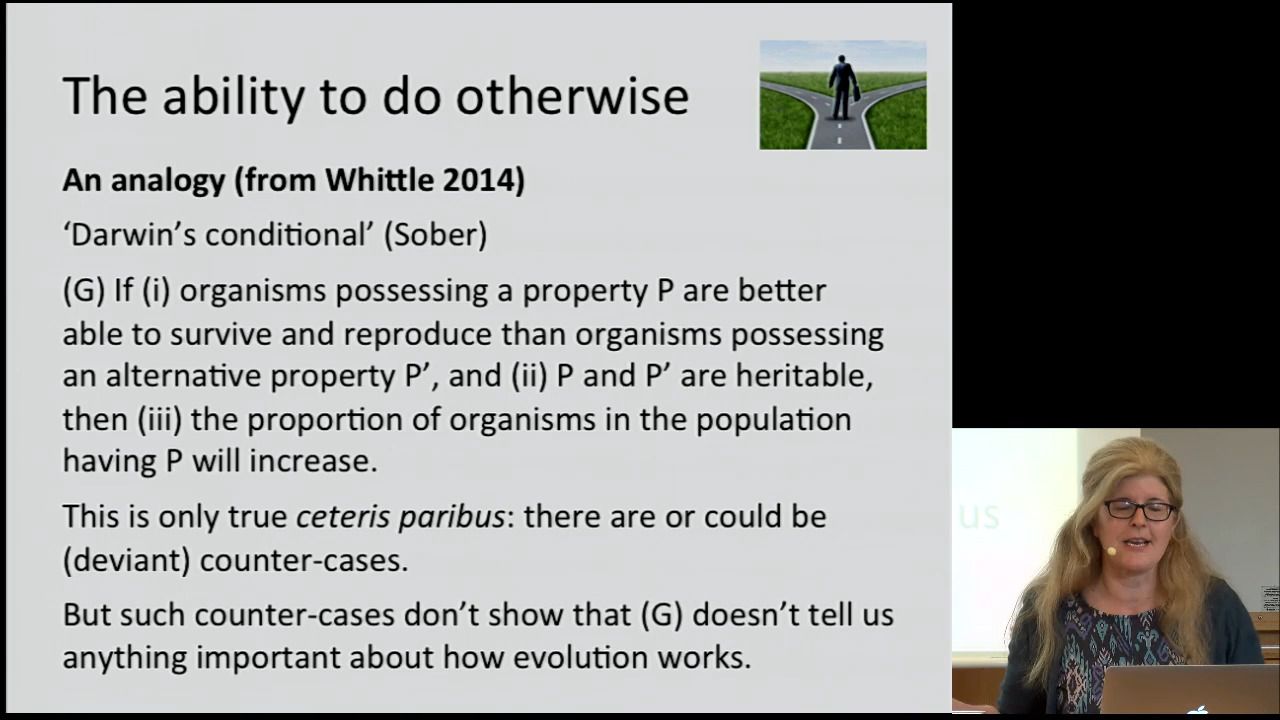 The ability to do otherwise
An analogy (from Whittle 2014)
‘Darwin’s conditional’ (Sober)
(G) If (i) organisms possessing a property P are better
able to survive and reproduce than organisms possessing
an alternative property P’, and (ii) P and P’ are heritable,
then (iii) the proportion of organisms in the population
having P will increase.
This is only true ceteris paribus: there are or could be
(deviant) counter-cases.
But such counter-cases don’t show that (G) doesn’t tell us
anything important about how evolution works.
us